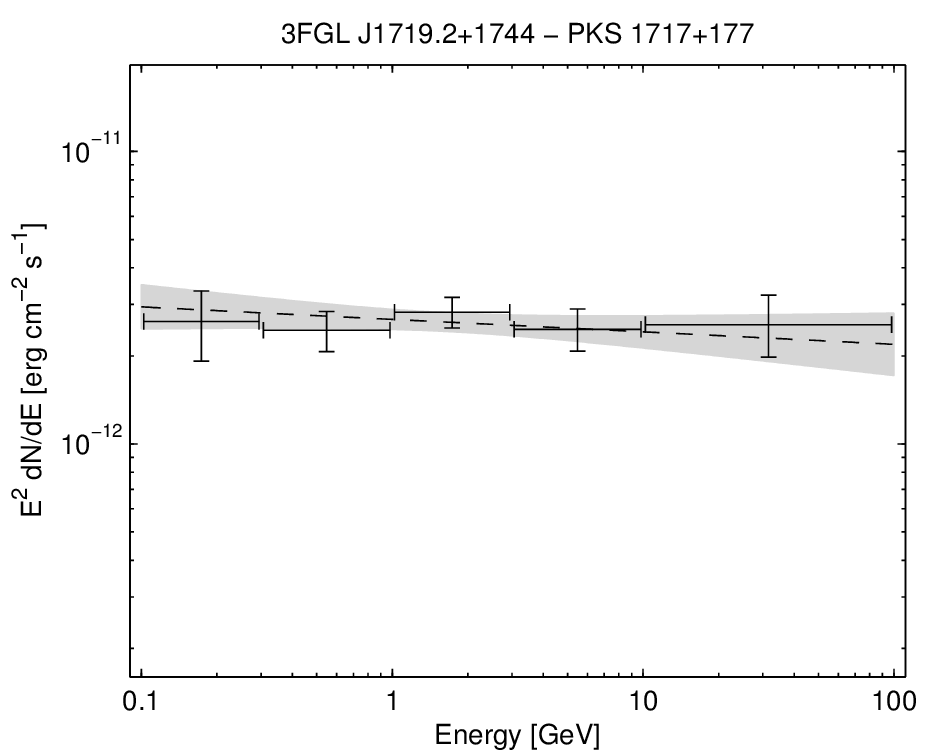 3FGL J1719.2+1744 − PKS 1717+177
10⁻¹¹
10⁻¹²
E² dN/dE [erg cm⁻² s⁻¹]
0.1 1 10 100
Energy [GeV]